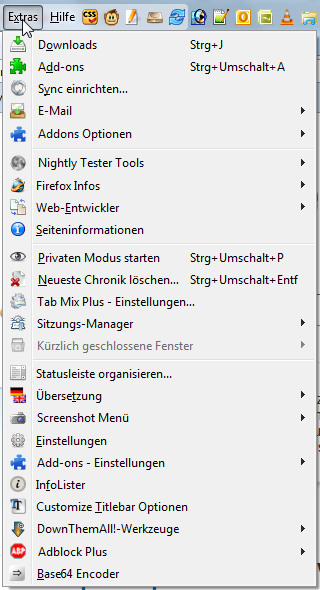 Extras Hilfe
Downloads Strg+J
Add-ons Strg+Umschalt+A
Sync einrichten...
E-Mail
Addons Optionen
Nightly Tester Tools
Firefox Infos
Web-Entwickler
Seiteninformationen
Privaten Modus starten Strg+Umschalt+P
Neueste Chronik löschen... Strg+Umschalt+Entf
Tab Mix Plus - Einstellungen...
Sitzungs-Manager
Kürzlich geschlossene Fenster
Statusleiste organisieren...
Übersetzung
Screenshot Menü
Einstellungen
Add-ons - Einstellungen
InfoLister
Customize Titlebar Optionen
DownThemAll!-Werkzeuge
ABP Adblock Plus
Base64 Encoder